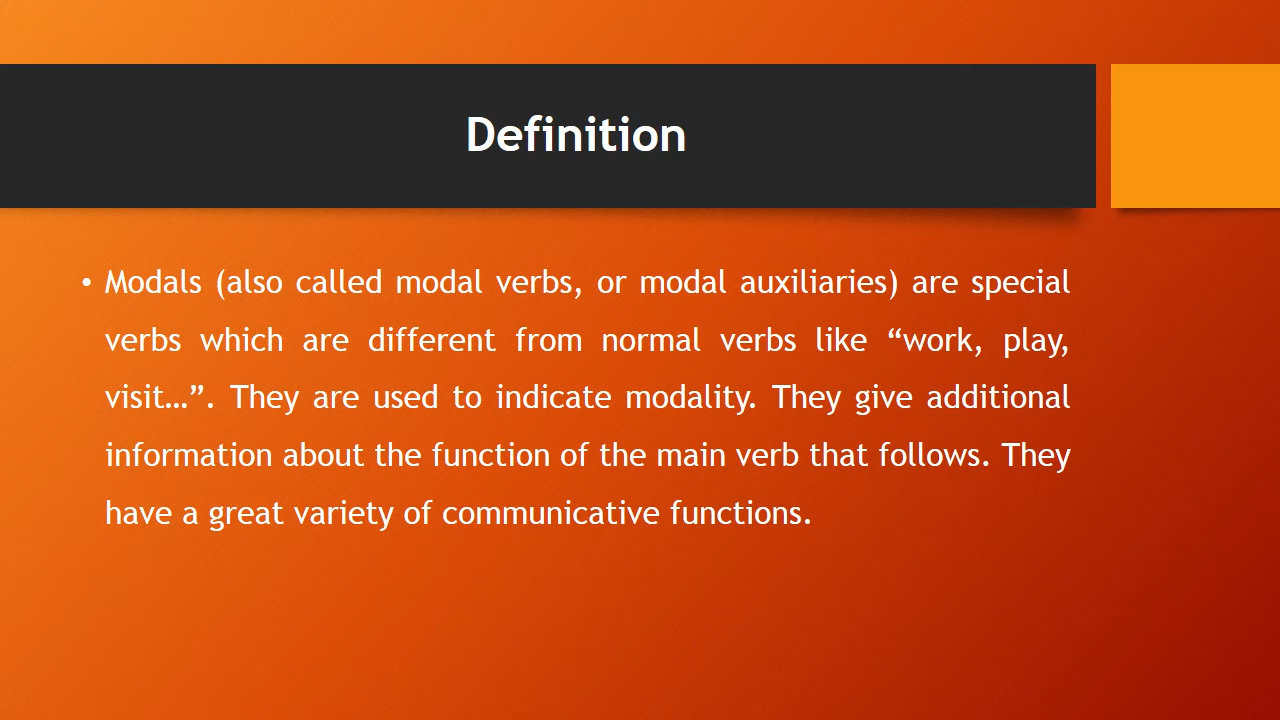 Definition
• Modals (also called modal verbs, or modal auxiliaries) are special
verbs which are different from normal verbs like “work, play,
visit…”. They are used to indicate modality. They give additional
information about the function of the main verb that follows. They
have a great variety of communicative functions.